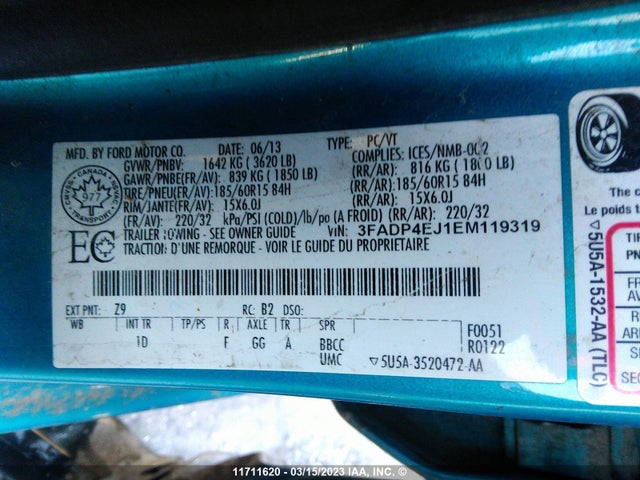 MFD. BY FORD MOTOR CO. DATE: 06/13 TYPE: PC/VT
GVWR/PNBV: 1642 KG ( 3620 LB) COMPLIES: ICES/NMB-002
GAWR/PNBE(FR/AV): 839 KG ( 1850 LB) (RR/AR): 816 KG ( 1800 LB)
TIRE/PNEU(FR/AV): 185/60R15 84H (RR/AR): 185/60R15 84H
RIM/JANTE(FR/AV): 15X6.0J (RR/AR): 15X6.0J
(FR/AV): 220/32 kPa/PSI (COLD)/lb/po (A FROID) (RR/AR): 220/32
TRAILER TOWING - SEE OWNER GUIDE VIN: 3FADP4EJ1EM119319
TRACTION D'UNE REMORQUE - VOIR LE GUIDE DU PROPRIETAIRE
CANADA
977
TRANSPORT
EC
EXT PNT: Z9 RC: B2 DSO:
WB INT TR TP/PS R AXLE TR SPR F0051
1D F GG A BBCC R0122
UMC ▽5U5A-3520472-AA
The c
Le poids t
▽5U5A-1532-AA (TLC)
11711620 - 03/15/2023 IAA, INC. ©